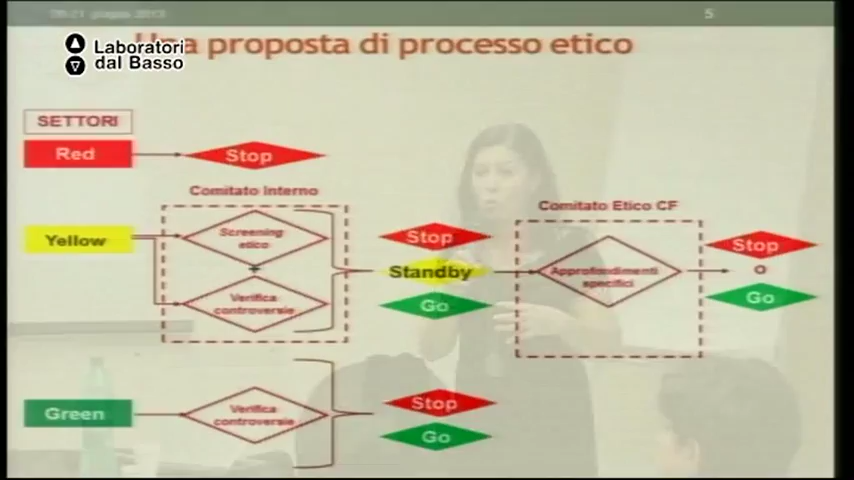 5
Laboratori
dal Basso
proposta di processo etico
SETTORI
Red
Stop
Comitato Interno
Comitato Etico CF
Yellow
Screening
etico
+
Verifica
controversie
Stop
Standby
Go
Approfondimenti
specifici
Stop
o
Go
Green
Verifica
controversie
Stop
Go